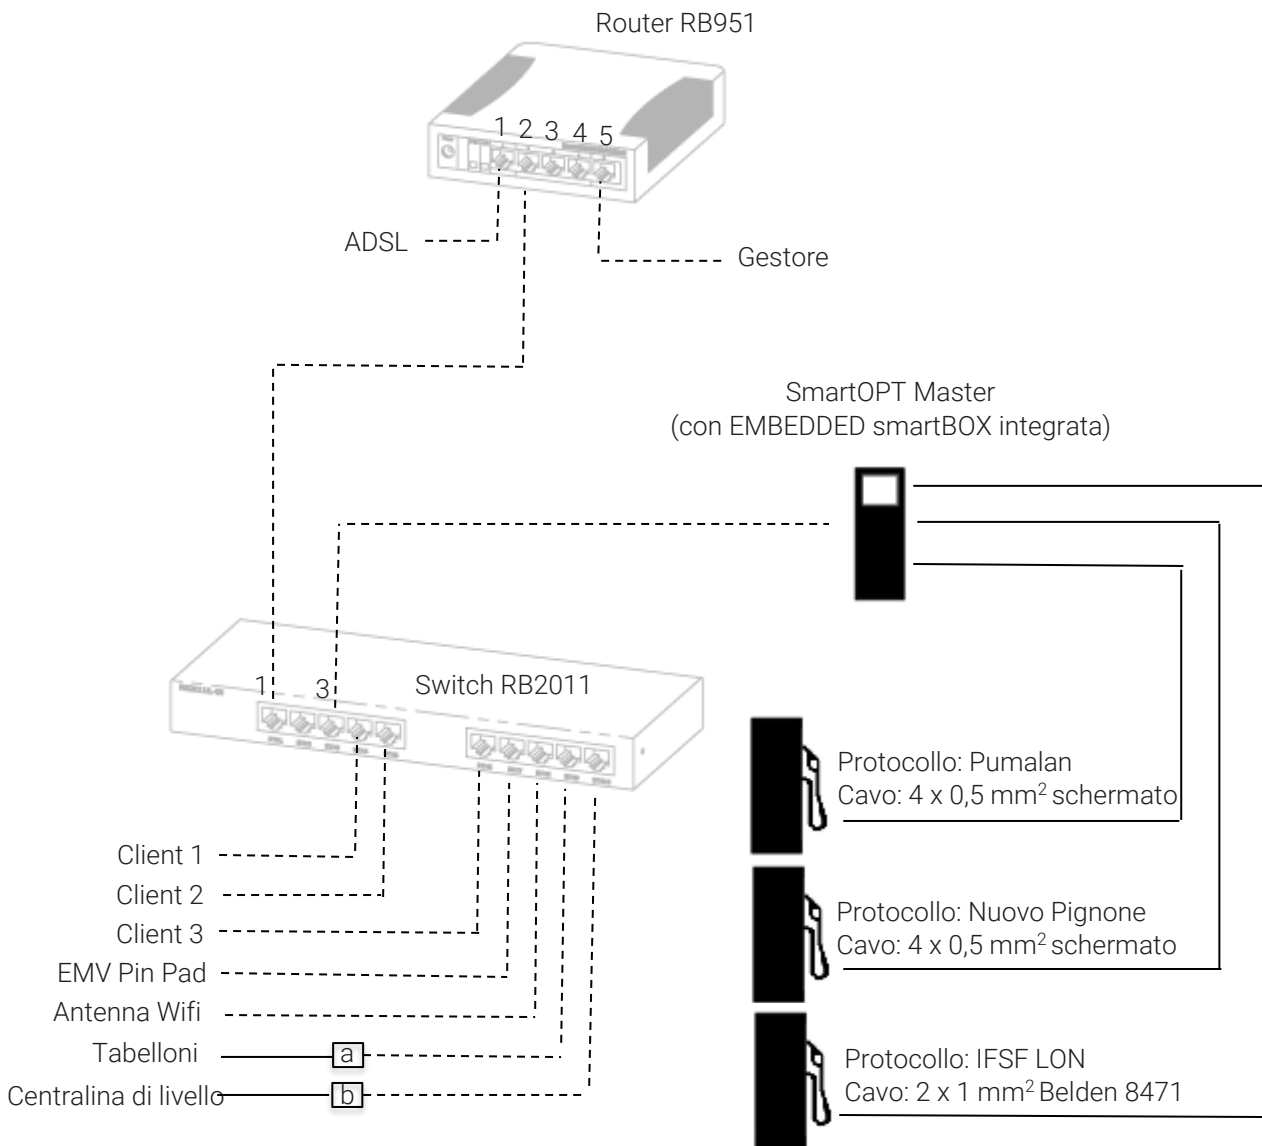 Router RB951
1 2 3 4 5
ADSL
Gestore
SmartOPT Master
(con EMBEDDED smartBOX integrata)
1
3
Switch RB2011
Protocollo: Pumalan
Cavo: 4 x 0,5 mm² schermato
Client 1
Client 2
Client 3
EMV Pin Pad
Antenna Wifi
Tabelloni
a
Centralina di livello
b
Protocollo: Nuovo Pignone
Cavo: 4 x 0,5 mm² schermato
Protocollo: IFSF LON
Cavo: 2 x 1 mm² Belden 8471